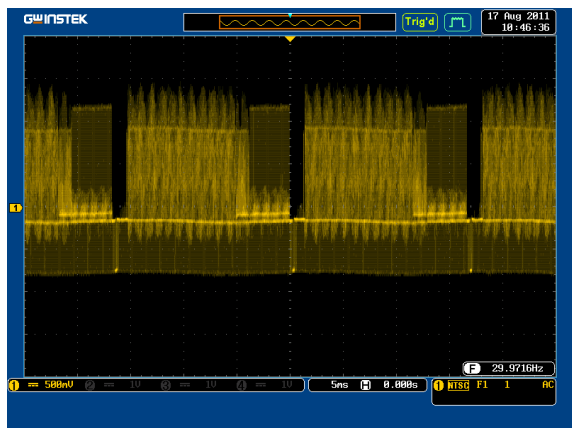 GWINSTEK Trig'd 17 Aug 2011
10:46:36
1
F 29.9716Hz
1 500mV 2 1V 3 1V 4 1V 5ms H 0.000s 1 NTSC F1 1 AC